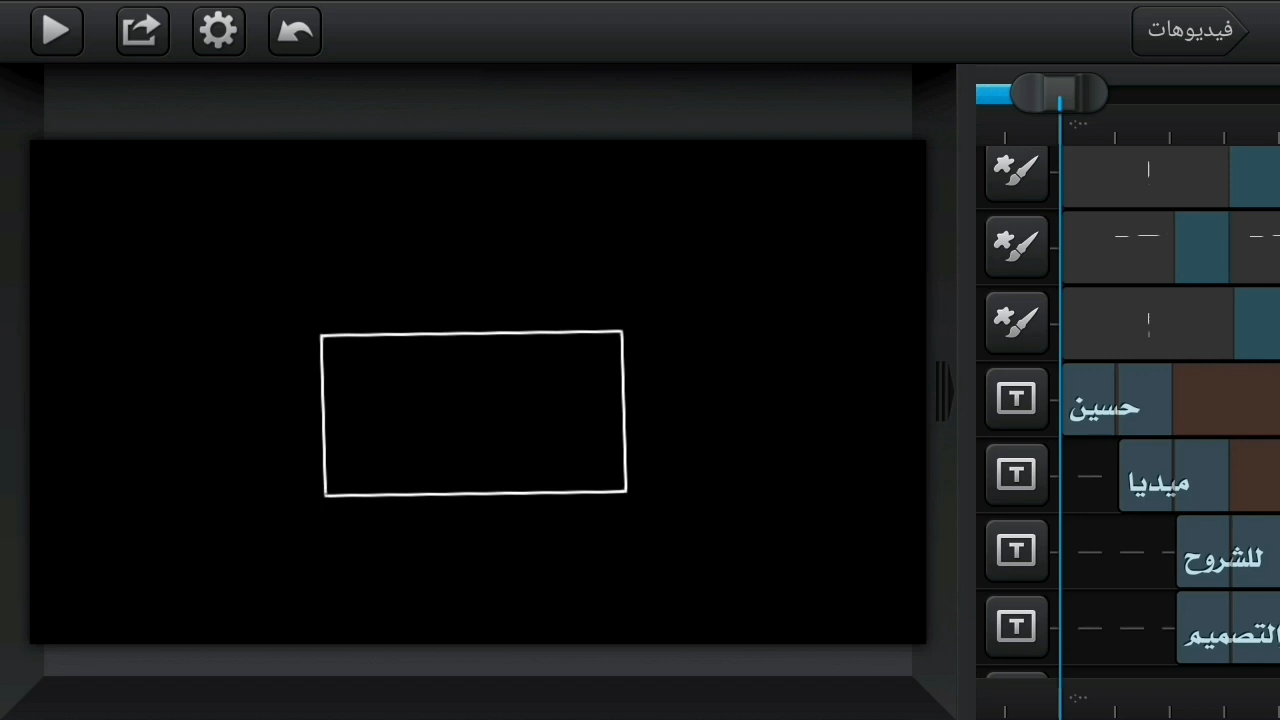 فيديوهات
حسين
ميديا
للشروح
التصميم